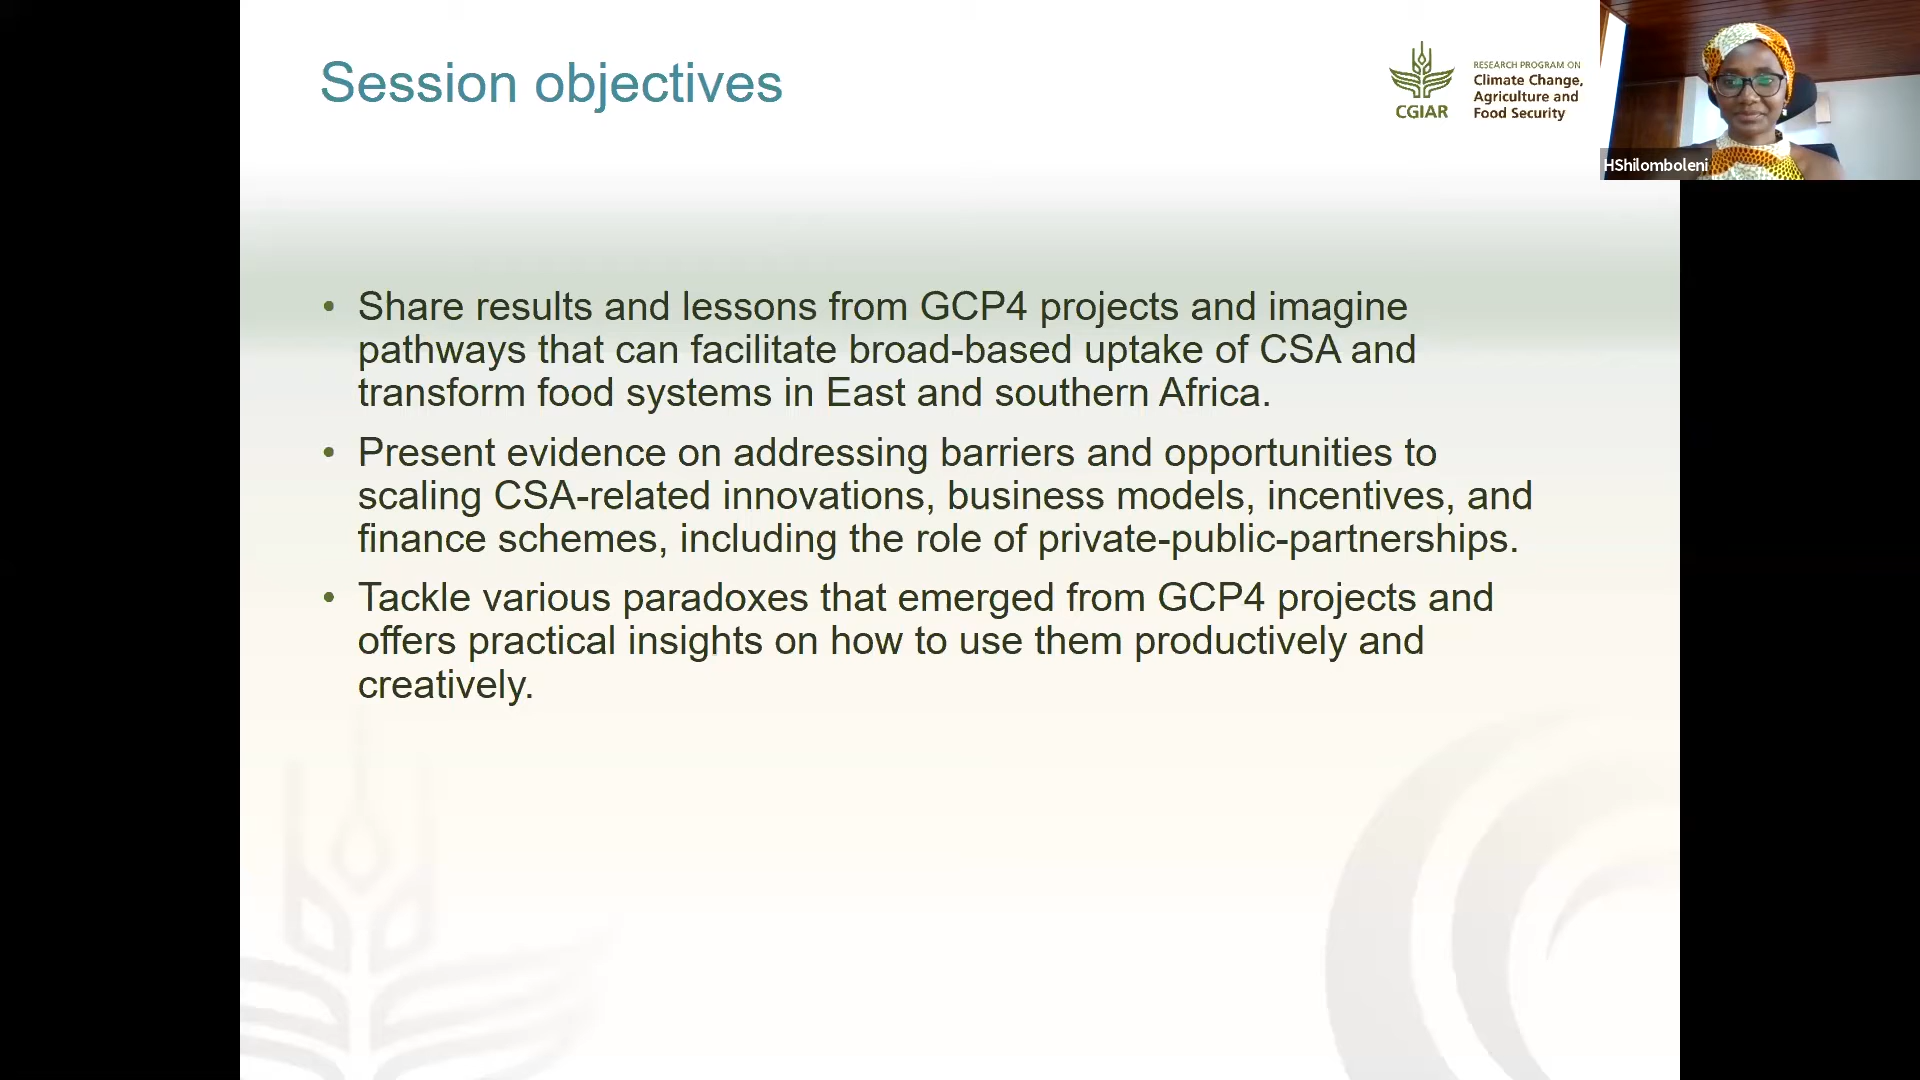 Session objectives
CGIAR
RESEARCH PROGRAM ON
Climate Change,
Agriculture and
Food Security
HShilomboleni
• Share results and lessons from GCP4 projects and imagine
pathways that can facilitate broad-based uptake of CSA and
transform food systems in East and southern Africa.
• Present evidence on addressing barriers and opportunities to
scaling CSA-related innovations, business models, incentives, and
finance schemes, including the role of private-public-partnerships.
• Tackle various paradoxes that emerged from GCP4 projects and
offers practical insights on how to use them productively and
creatively.